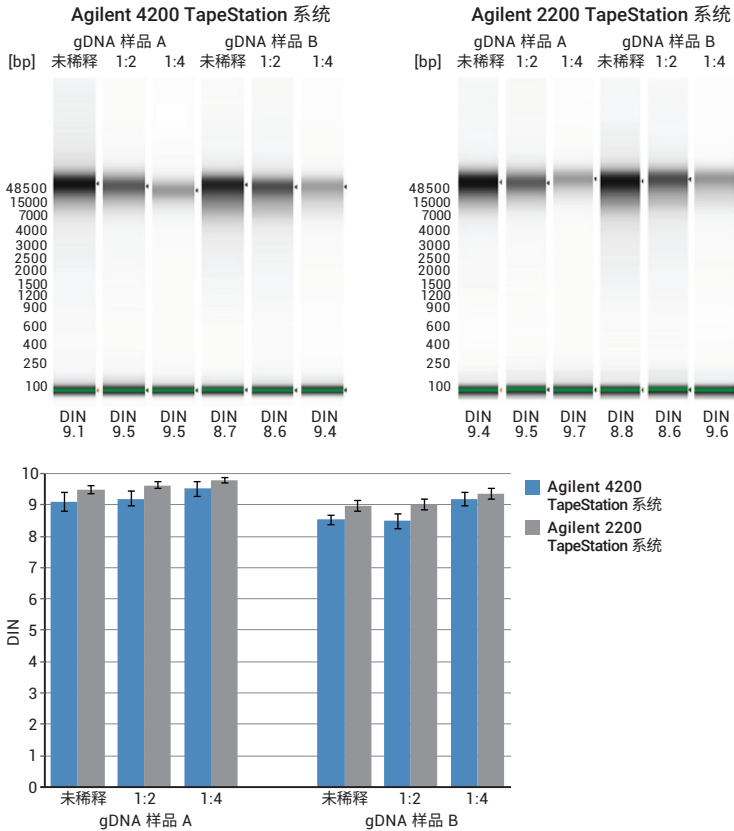 Agilent 4200 TapeStation 系统
gDNA 样品 A gDNA 样品 B
[bp] 未稀释 1:2 1:4 未稀释 1:2 1:4
48500
15000
7000
4000
3000
2500
2000
1500
1200
900
600
400
250
100
DIN DIN DIN DIN DIN DIN
9.1 9.5 9.5 8.7 8.6 9.4
Agilent 2200 TapeStation 系统
gDNA 样品 A gDNA 样品 B
[bp] 未稀释 1:2 1:4 未稀释 1:2 1:4
48500
15000
7000
4000
3000
2500
2000
1500
1200
900
600
400
250
100
DIN DIN DIN DIN DIN DIN
9.4 9.5 9.7 8.8 8.6 9.6
10
9
8
7
6
5
4
3
2
1
0
DIN
未稀释 1:2 1:4 未稀释 1:2 1:4
gDNA 样品 A gDNA 样品 B
Agilent 4200
TapeStation 系统
Agilent 2200
TapeStation 系统